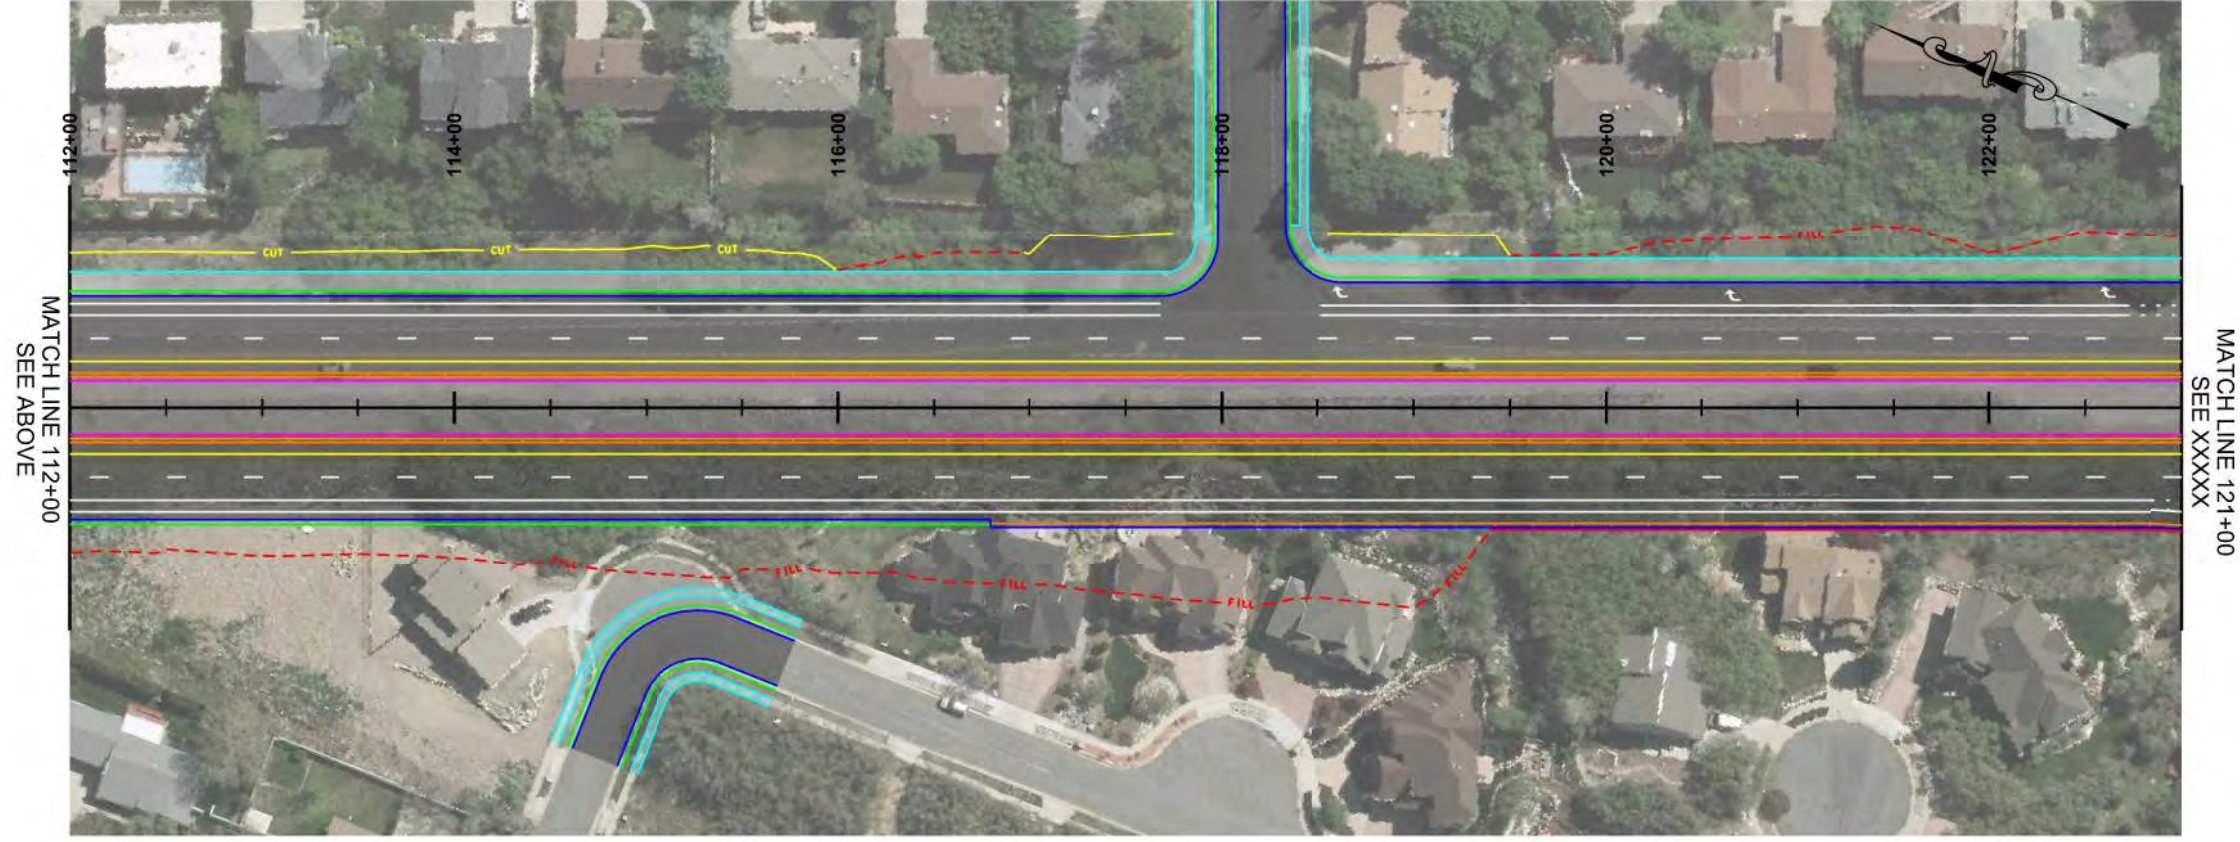 112+00
114+00
116+00
118+00
120+00
122+00
CUT
CUT
CUT
FILL
MATCH LINE 112+00
SEE ABOVE
MATCH LINE 121+00
SEE XXXXX
FILL
FILL
FILL
FILL
FILL